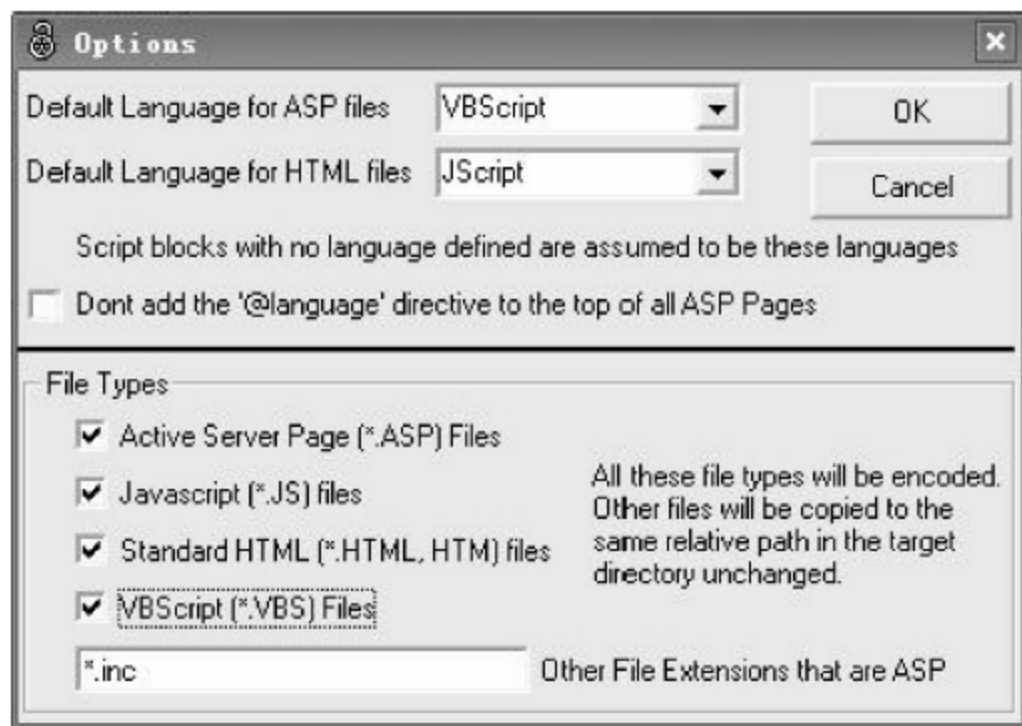 Options
Default Language for ASP files VBScript OK
Default Language for HTML files JScript Cancel
Script blocks with no language defined are assumed to be these languages
Dont add the '@language' directive to the top of all ASP Pages
File Types
Active Server Page (*.ASP) Files
Javascript (*.JS) files
Standard HTML (*.HTML, HTM) files
VBScript (*.VBS) Files
All these file types will be encoded.
Other files will be copied to the
same relative path in the target
directory unchanged.
*.inc Other File Extensions that are ASP